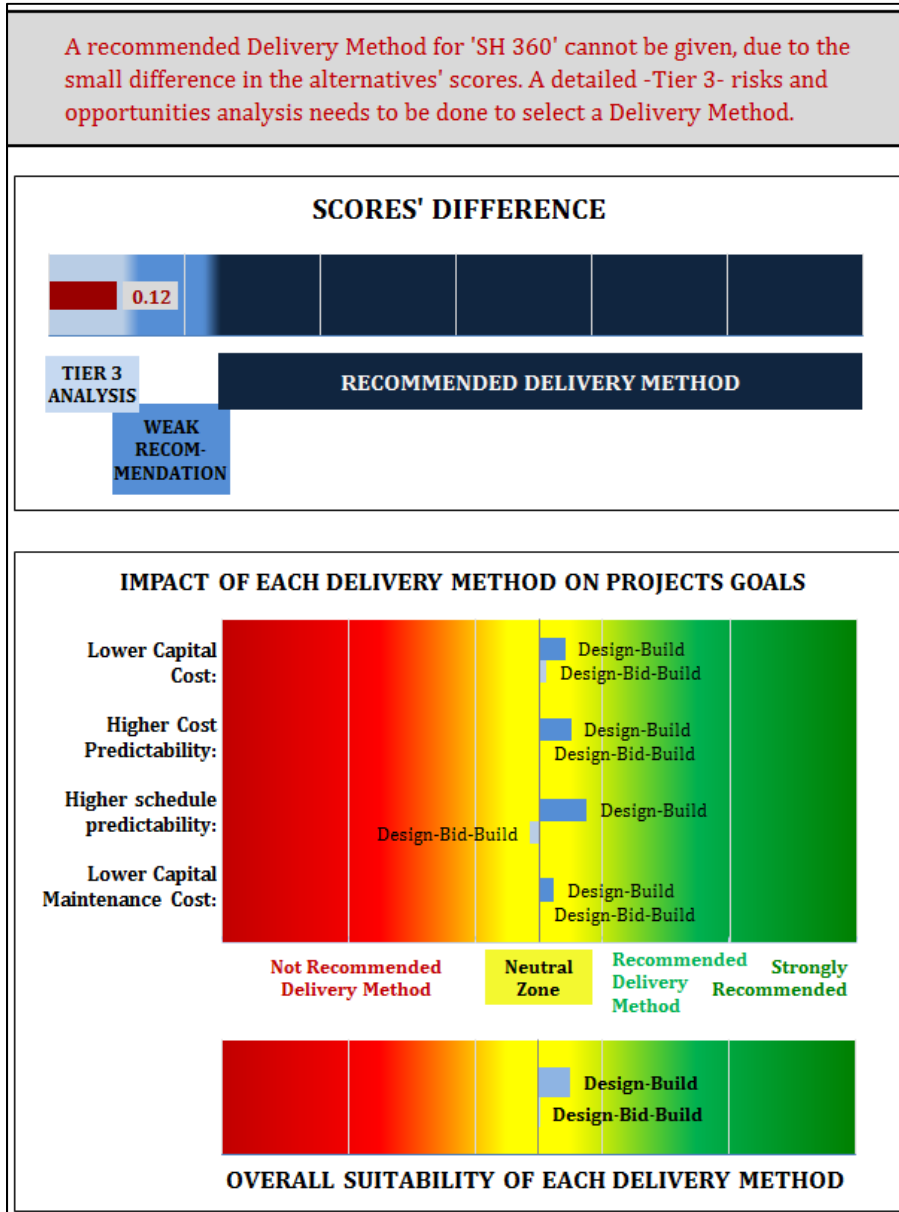 A recommended Delivery Method for 'SH 360' cannot be given, due to the
small difference in the alternatives' scores. A detailed -Tier 3- risks and
opportunities analysis needs to be done to select a Delivery Method.
SCORES' DIFFERENCE
0.12
TIER 3
ANALYSIS
RECOMMENDED DELIVERY METHOD
WEAK
RECOM-
MENDATION
IMPACT OF EACH DELIVERY METHOD ON PROJECTS GOALS
Lower Capital
Cost:
Design-Build
Design-Bid-Build
Higher Cost
Predictability:
Design-Build
Design-Bid-Build
Higher schedule
predictability:
Design-Build
Design-Bid-Build
Lower Capital
Maintenance Cost:
Design-Build
Design-Bid-Build
Not Recommended
Delivery Method
Neutral
Zone
Recommended
Delivery
Method
Strongly
Recommended
Design-Build
Design-Bid-Build
OVERALL SUITABILITY OF EACH DELIVERY METHOD